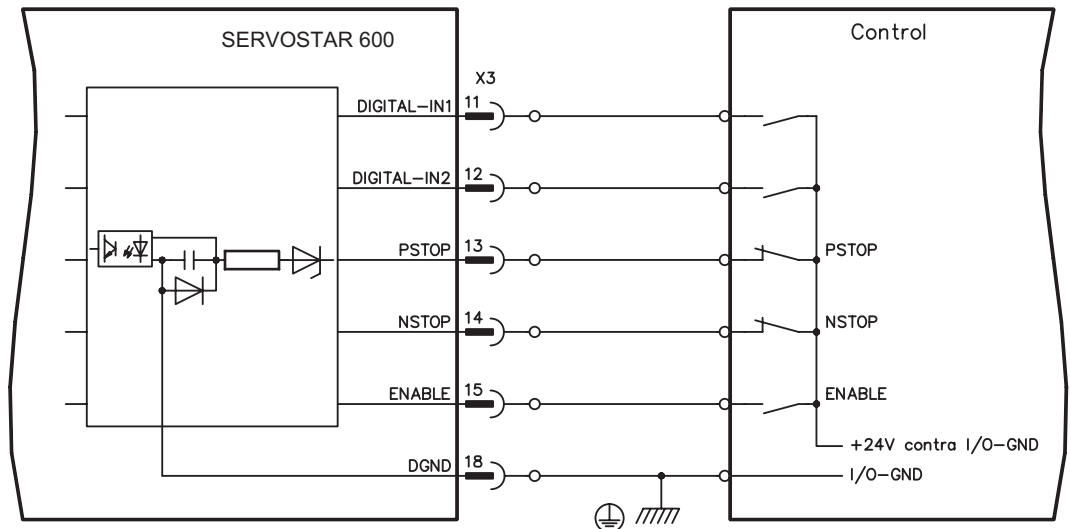 SERVOSTAR 600
Control
X3
DIGITAL-IN1 11
DIGITAL-IN2 12
PSTOP 13 PSTOP
NSTOP 14 NSTOP
ENABLE 15 ENABLE
+24V contra I/O-GND
DGND 18 I/O-GND